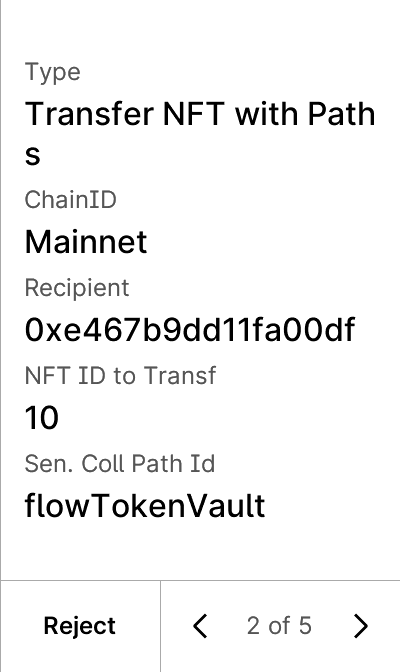 Type
Transfer NFT with Path
s
ChainID
Mainnet
Recipient
0xe467b9dd11fa00df
NFT ID to Transf
10
Sen. Coll Path Id
flowTokenVault
Reject
2 of 5